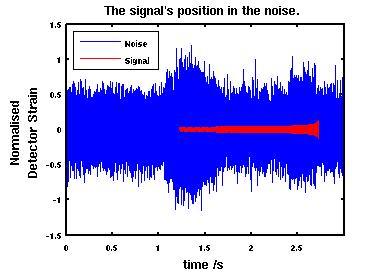 The signal's position in the noise.
1.5
Noise
Signal
1
0.5
0
-0.5
-1
-1.5
Normalised
Detector Strain
0 0.5 1 1.5 2 2.5
time /s